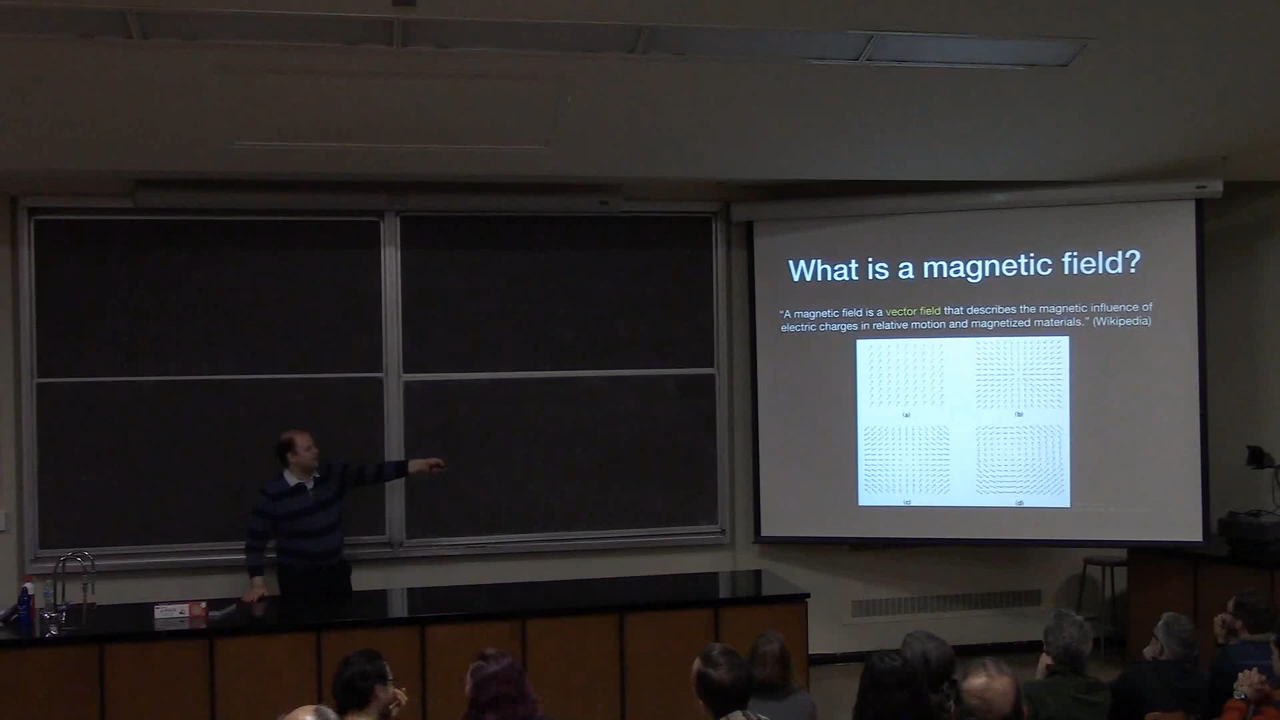 What is a magnetic field?
“A magnetic field is a vector field that describes the magnetic influence of
electric charges in relative motion and magnetized materials.” (Wikipedia)
(a)
(b)
(c)
(d)